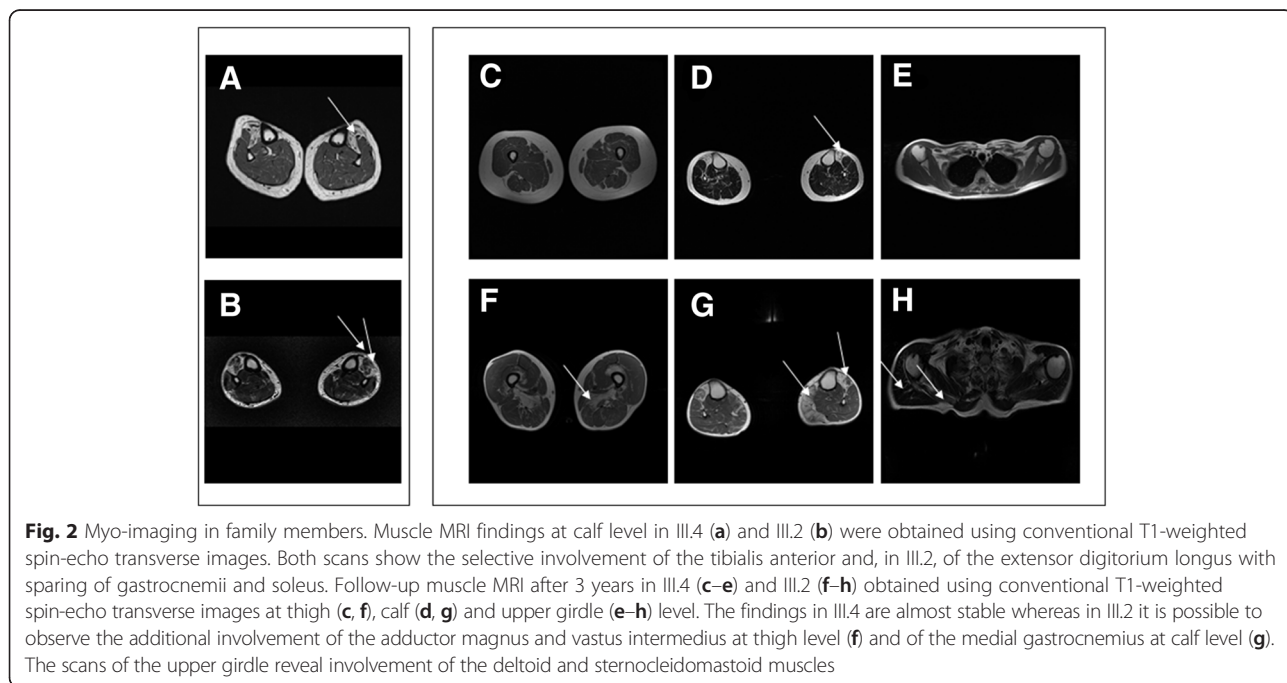 A
C
D
E
B
F
G
H
Fig. 2 Myo-imaging in family members. Muscle MRI findings at calf level in III.4 (a) and III.2 (b) were obtained using conventional T1-weighted
spin-echo transverse images. Both scans show the selective involvement of the tibialis anterior and, in III.2, of the extensor digitorium longus with
sparing of gastrocnemii and soleus. Follow-up muscle MRI after 3 years in III.4 (c–e) and III.2 (f–h) obtained using conventional T1-weighted
spin-echo transverse images at thigh (c, f), calf (d, g) and upper girdle (e–h) level. The findings in III.4 are almost stable whereas in III.2 it is possible to
observe the additional involvement of the adductor magnus and vastus intermedius at thigh level (f) and of the medial gastrocnemius at calf level (g).
The scans of the upper girdle reveal involvement of the deltoid and sternocleidomastoid muscles